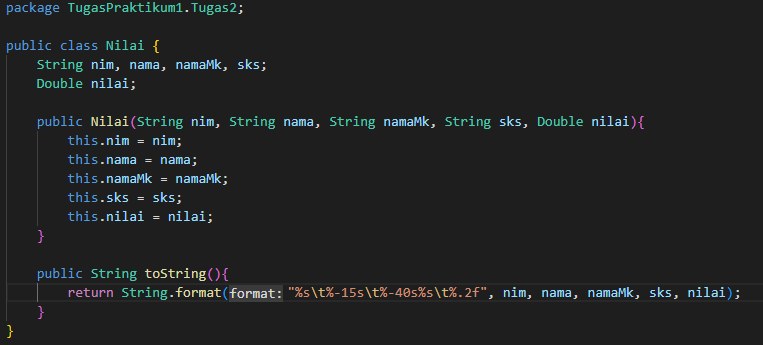 package TugasPraktikum1.Tugas2;
public class Nilai {
String nim, nama, namaMk, sks;
Double nilai;
public Nilai(String nim, String nama, String namaMk, String sks, Double nilai){
this.nim = nim;
this.nama = nama;
this.namaMk = namaMk;
this.sks = sks;
this.nilai = nilai;
}
public String toString(){
return String.format(format: "%s\t%-15s\t%-40s%s\t%.2f", nim, nama, namaMk, sks, nilai);
}
}